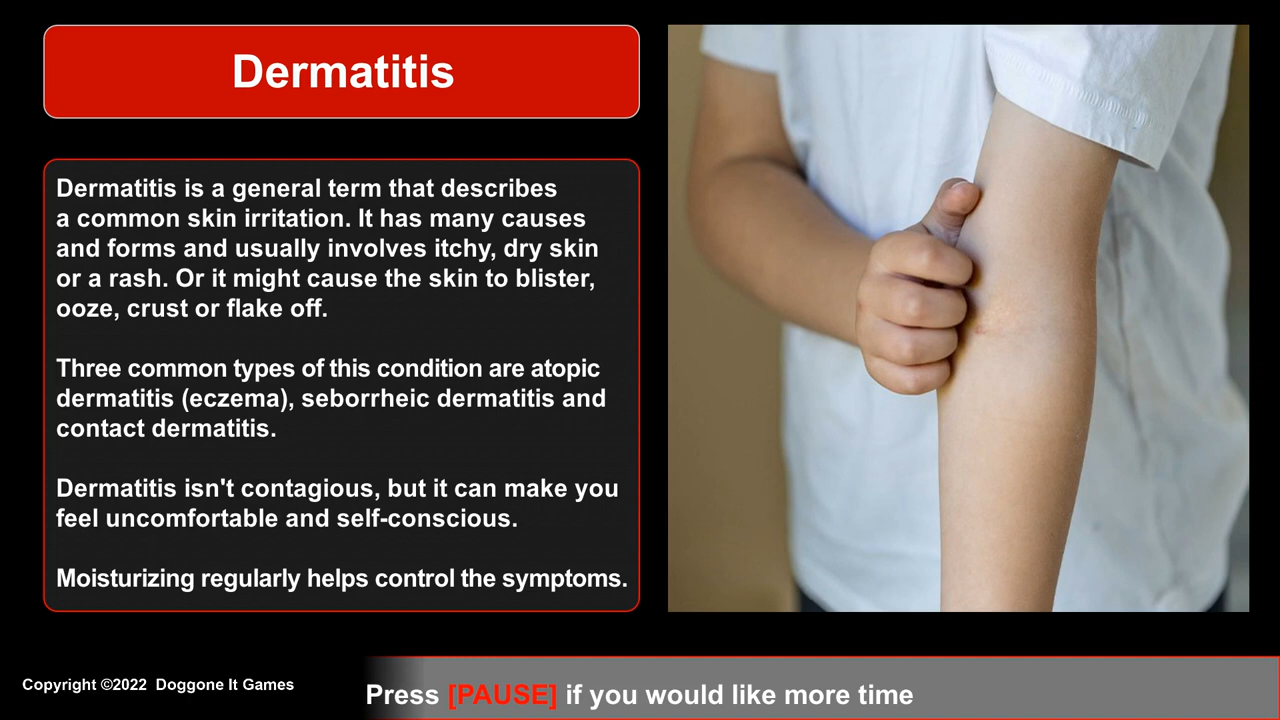 Dermatitis
Dermatitis is a general term that describes
a common skin irritation. It has many causes
and forms and usually involves itchy, dry skin
or a rash. Or it might cause the skin to blister,
ooze, crust or flake off.
Three common types of this condition are atopic
dermatitis (eczema), seborrheic dermatitis and
contact dermatitis.
Dermatitis isn't contagious, but it can make you
feel uncomfortable and self-conscious.
Moisturizing regularly helps control the symptoms.
Copyright ©2022 Doggone It Games
Press [PAUSE] if you would like more time